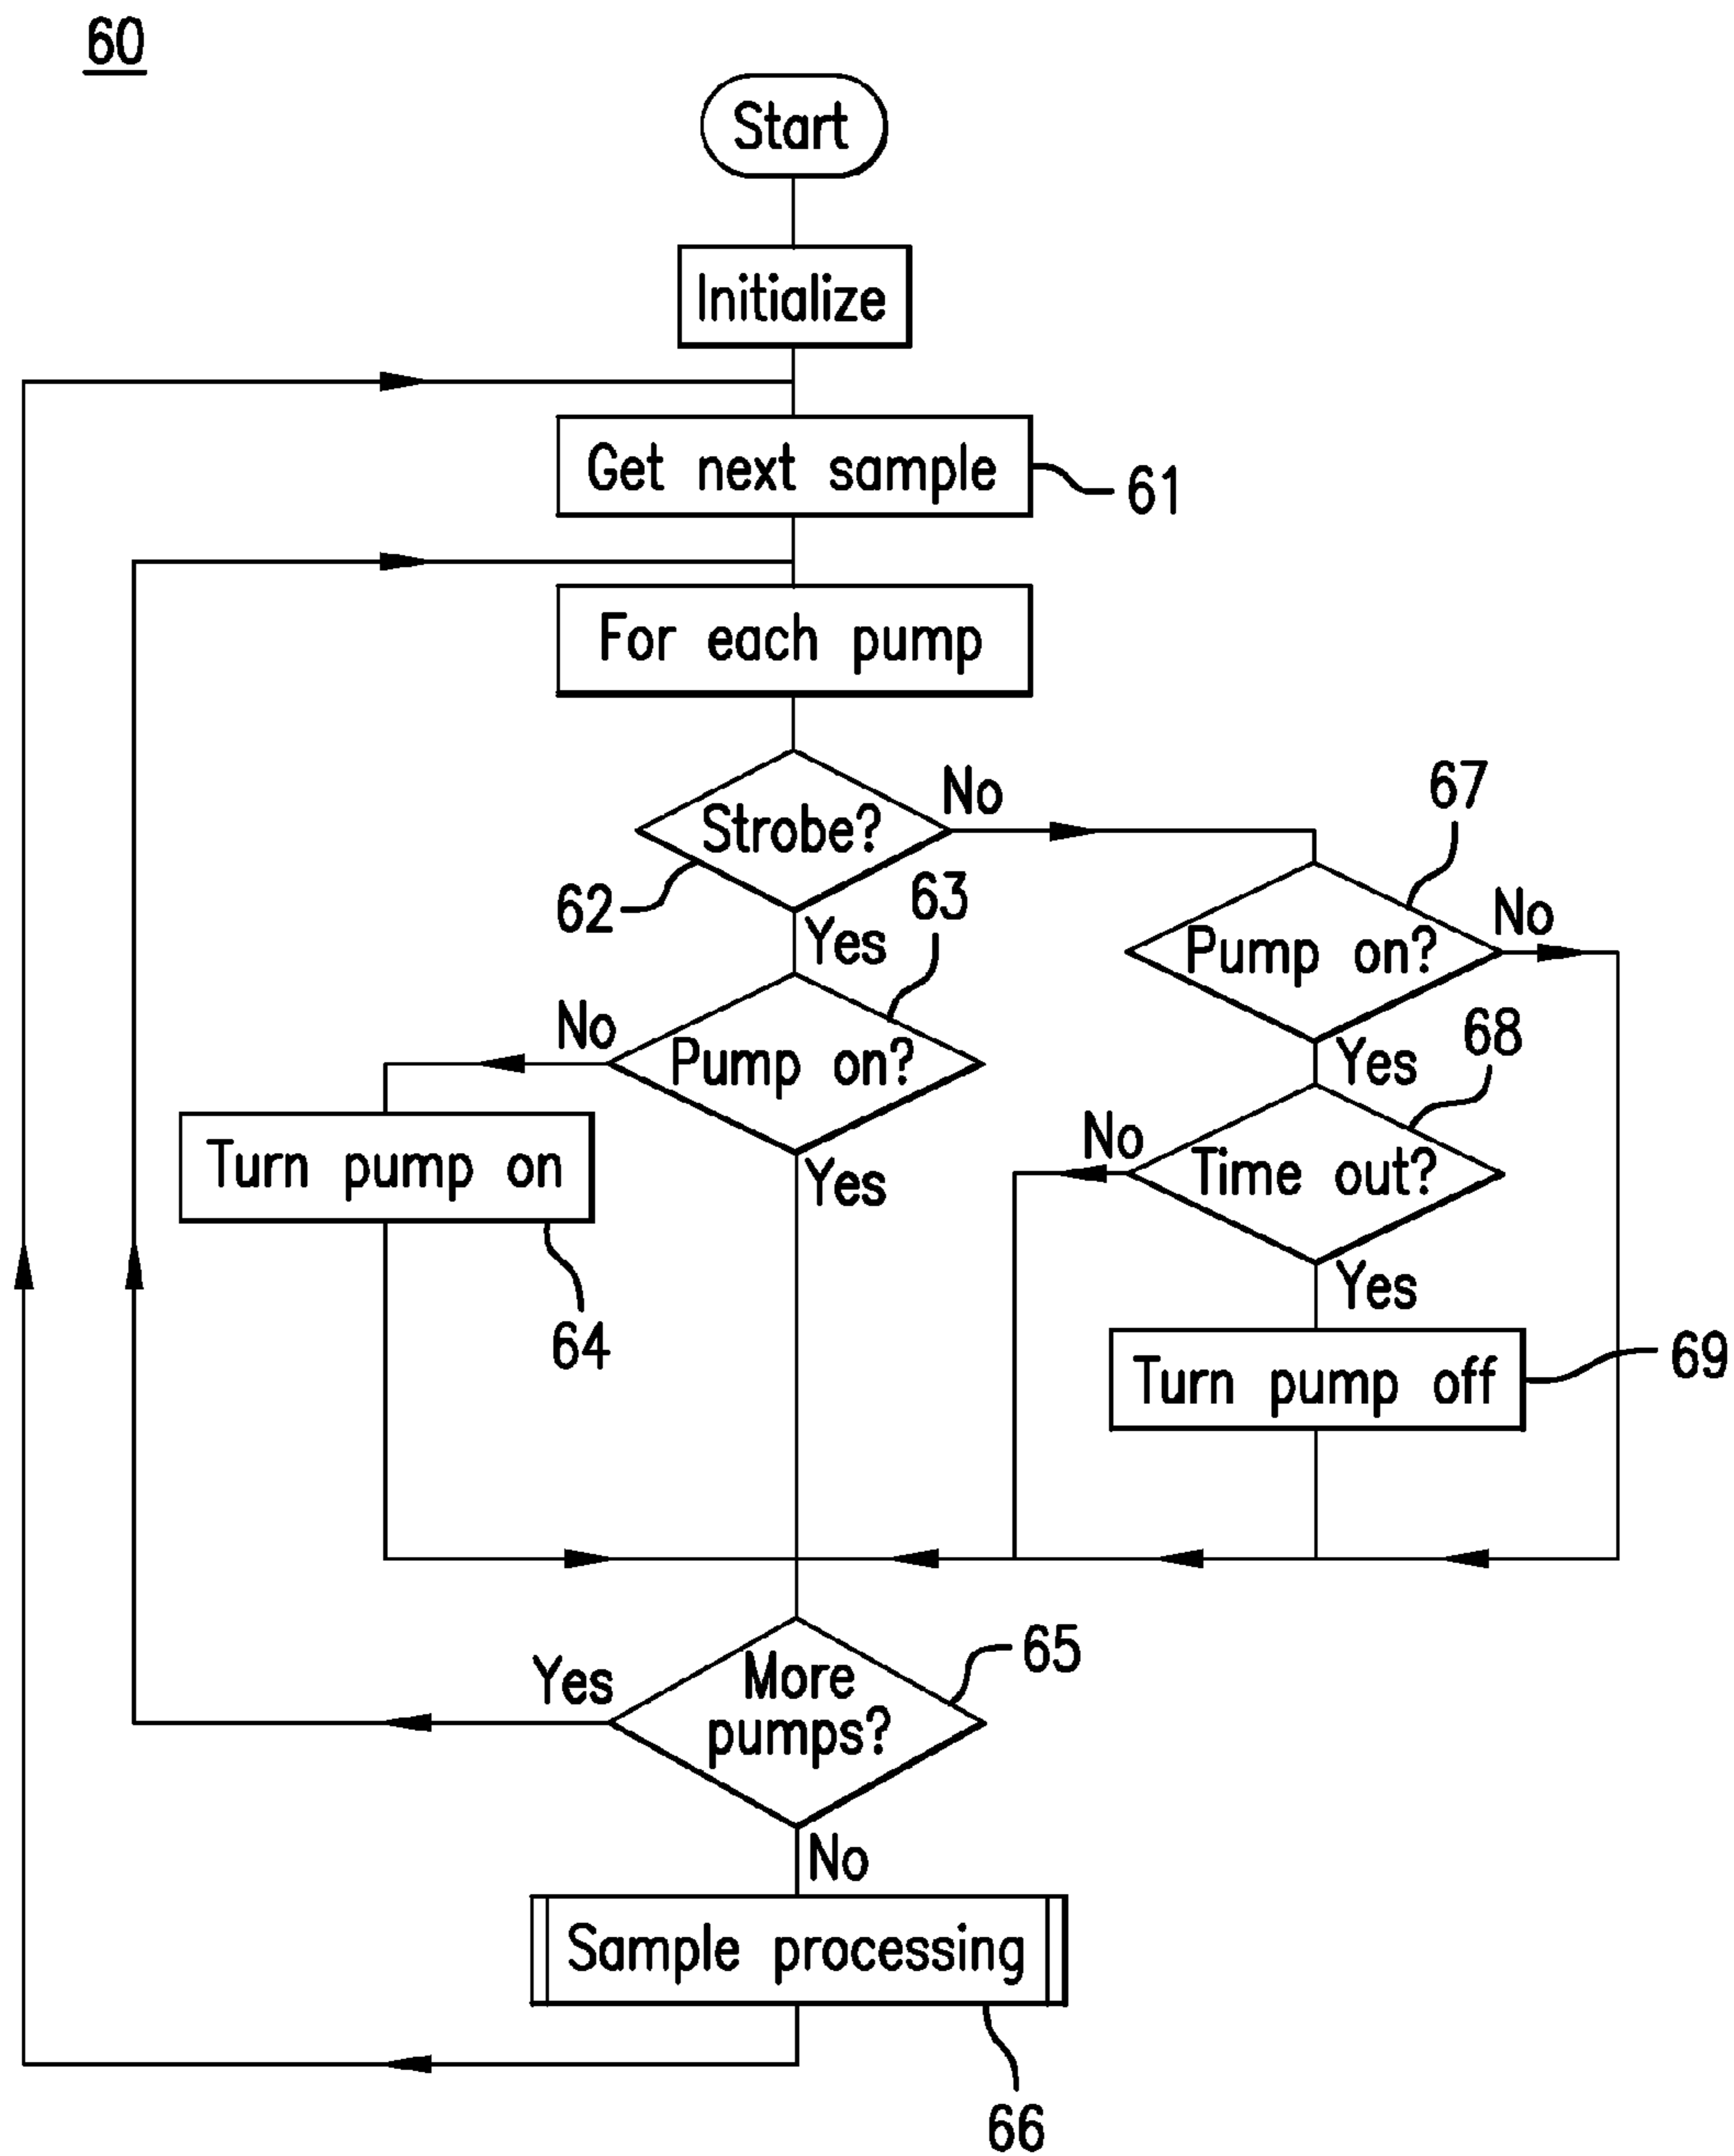 60
Start
Initialize
Get next sample
61
For each pump
Strobe?
No
62
Yes
67
Pump on?
No
63
Pump on?
No
Yes
Yes
68
Turn pump on
64
Time out?
No
Yes
Turn pump off
69
More
pumps?
65
Yes
No
Sample processing
66